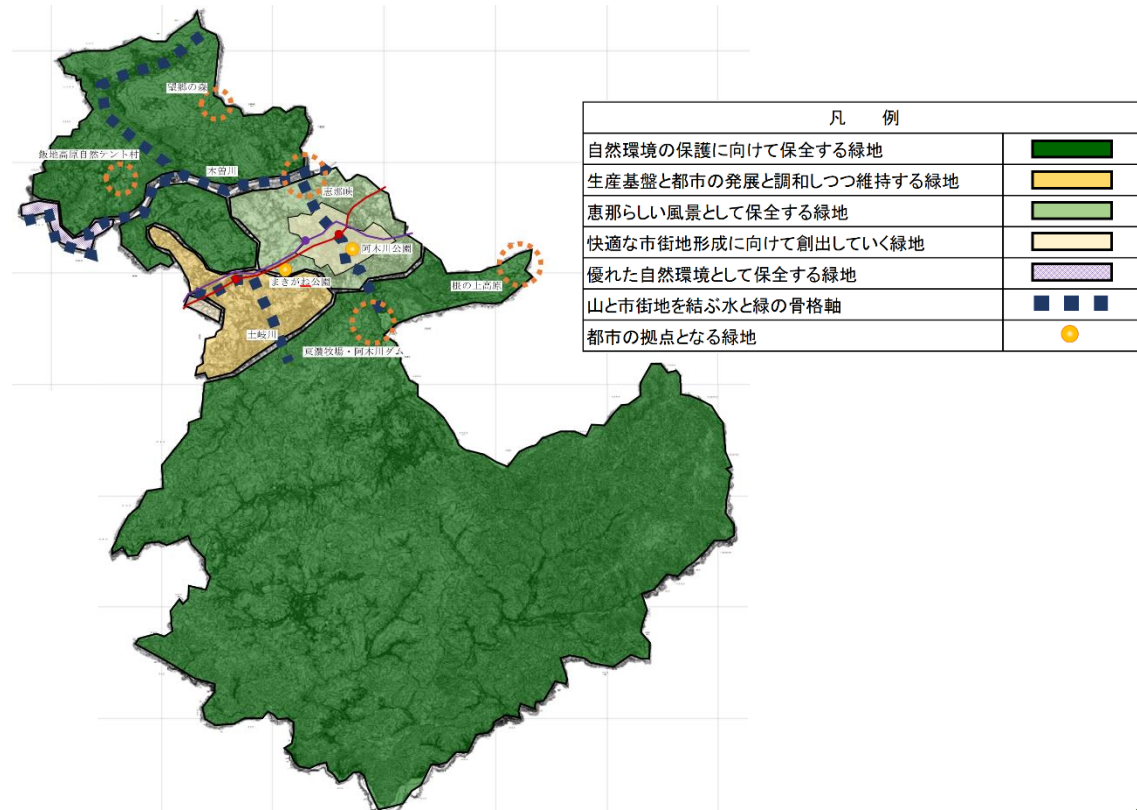 望郷の森
飯地高原自然テント村
木曽川
恵那峡
阿木川公園
まきがね公園
根の上高原
土岐川
東濃牧場・阿木川ダム
凡 例
自然環境の保護に向けて保全する緑地
生産基盤と都市の発展と調和しつつ維持する緑地
恵那らしい風景として保全する緑地
快適な市街地形成に向けて創出していく緑地
優れた自然環境として保全する緑地
山と市街地を結ぶ水と緑の骨格軸
都市の拠点となる緑地